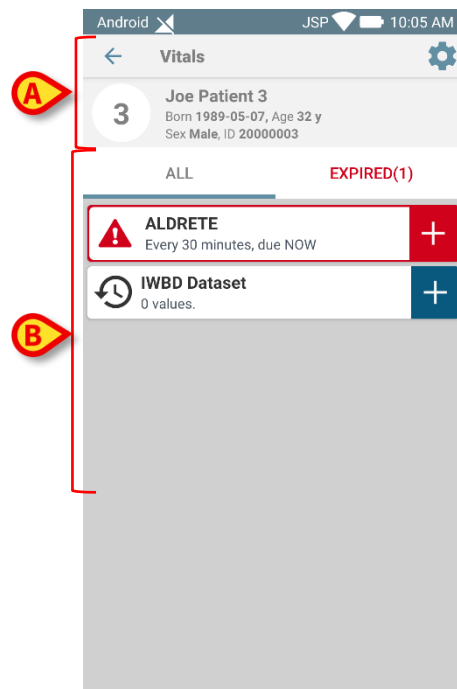 Android JSP 10:05 AM
Vitals
A
3
Joe Patient 3
Born 1989-05-07, Age 32 y
Sex Male, ID 20000003
ALL EXPIRED(1)
ALDRETE
Every 30 minutes, due NOW
IWBD Dataset
0 values.
B